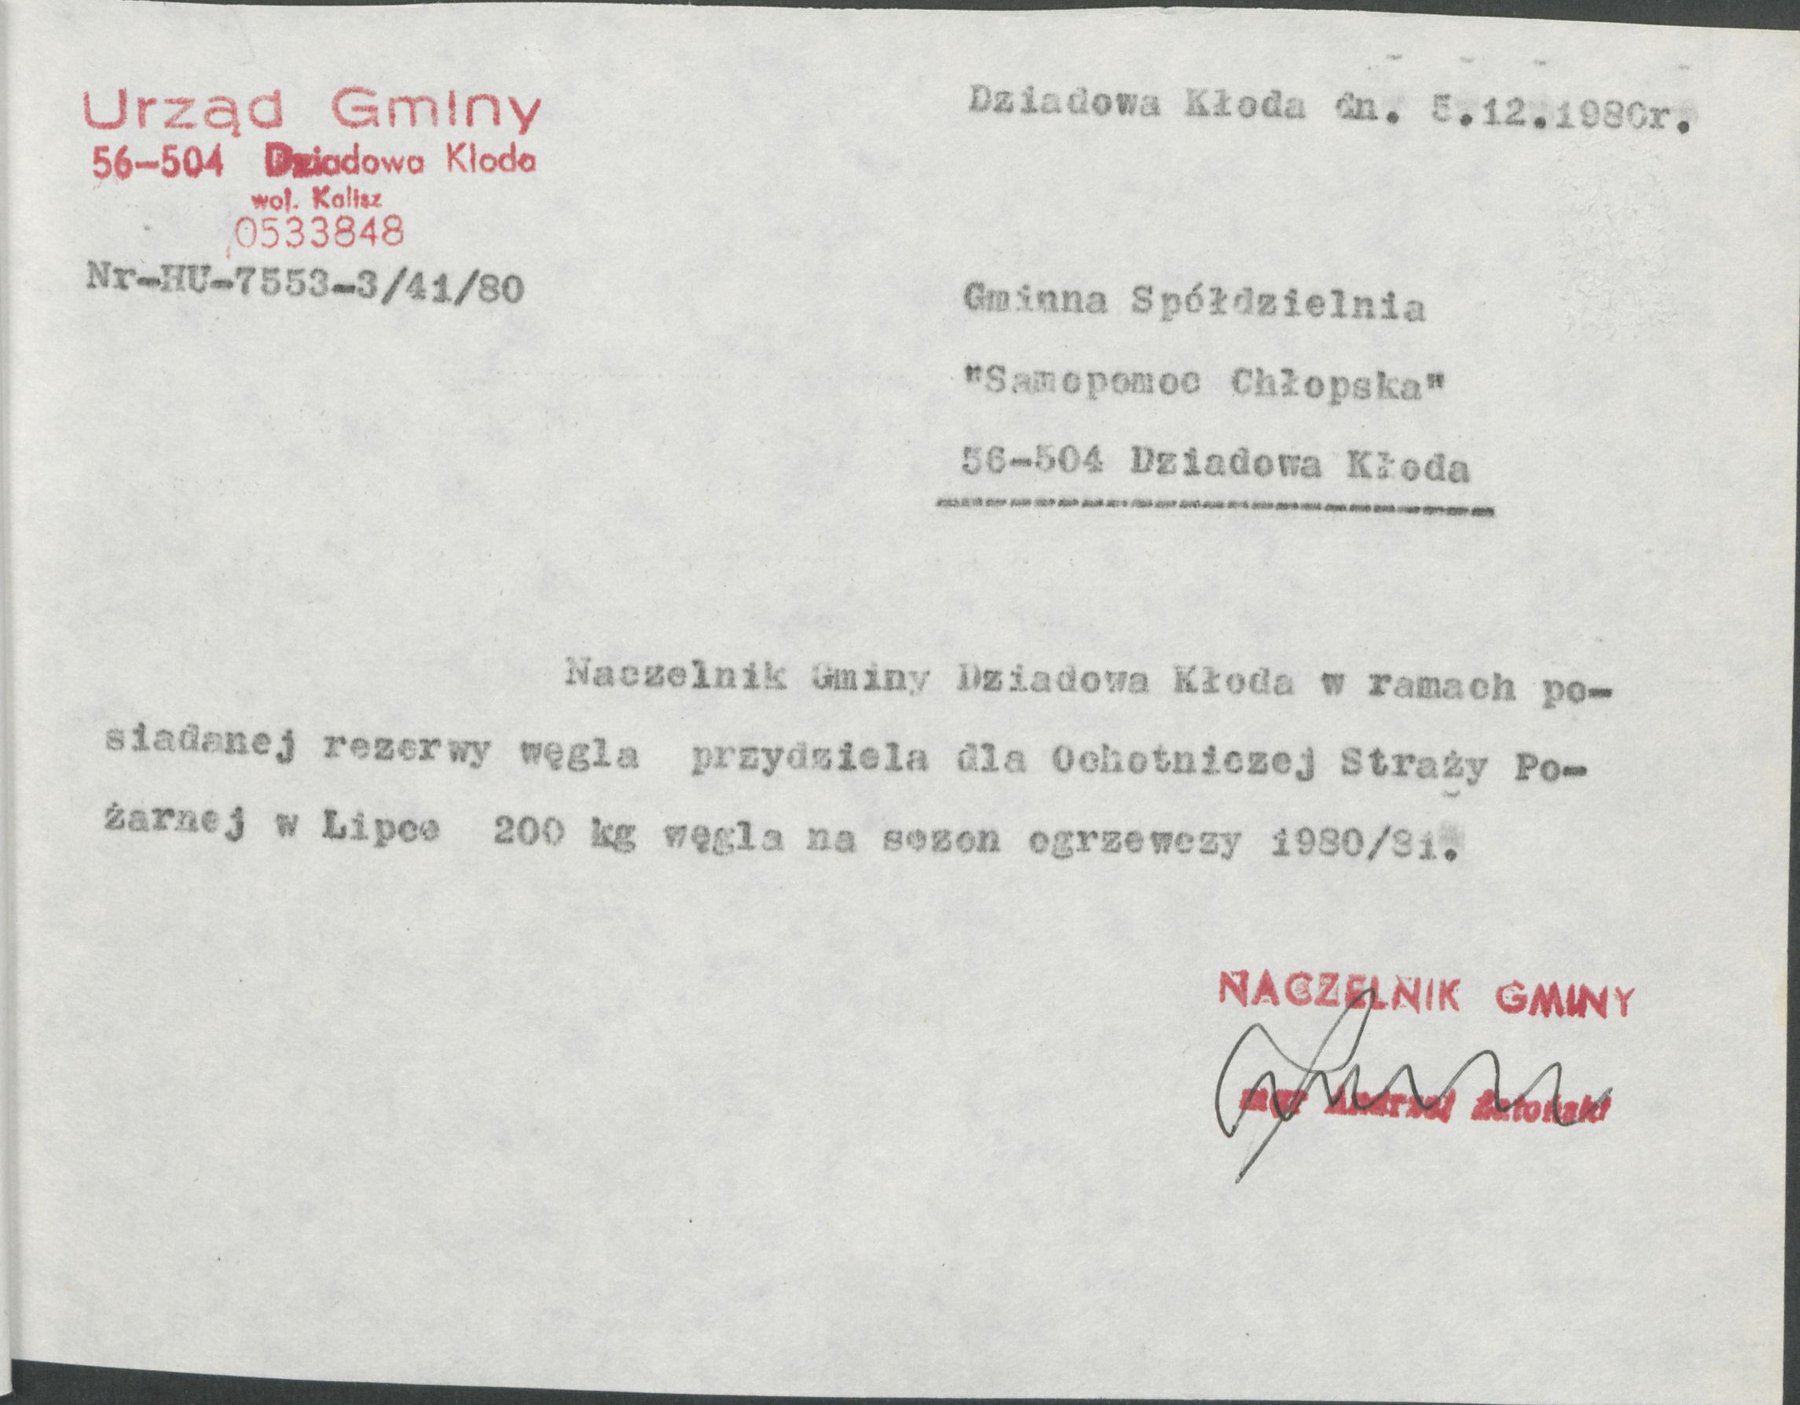 Urząd Gminy
56-504 Dziadowa Kłoda
woj. Kalisz
0533848
Nr-HU-7553-3/41/80
Dziadowa Kłoda dn. 5.12.1980r.
Gminna Spółdzielnia
"Samopomoc Chłopska"
56-504 Dziadowa Kłoda
Naczelnik Gminy Dziadowa Kłoda w ramach po-
siadanej rezerwy węgla przydziela dla Ochotniczej Straży Po-
żarnej w Lipce 200 kg węgla na sezon ogrzewczy 1980/81.
NACZELNIK GMINY
mgr Andrzej